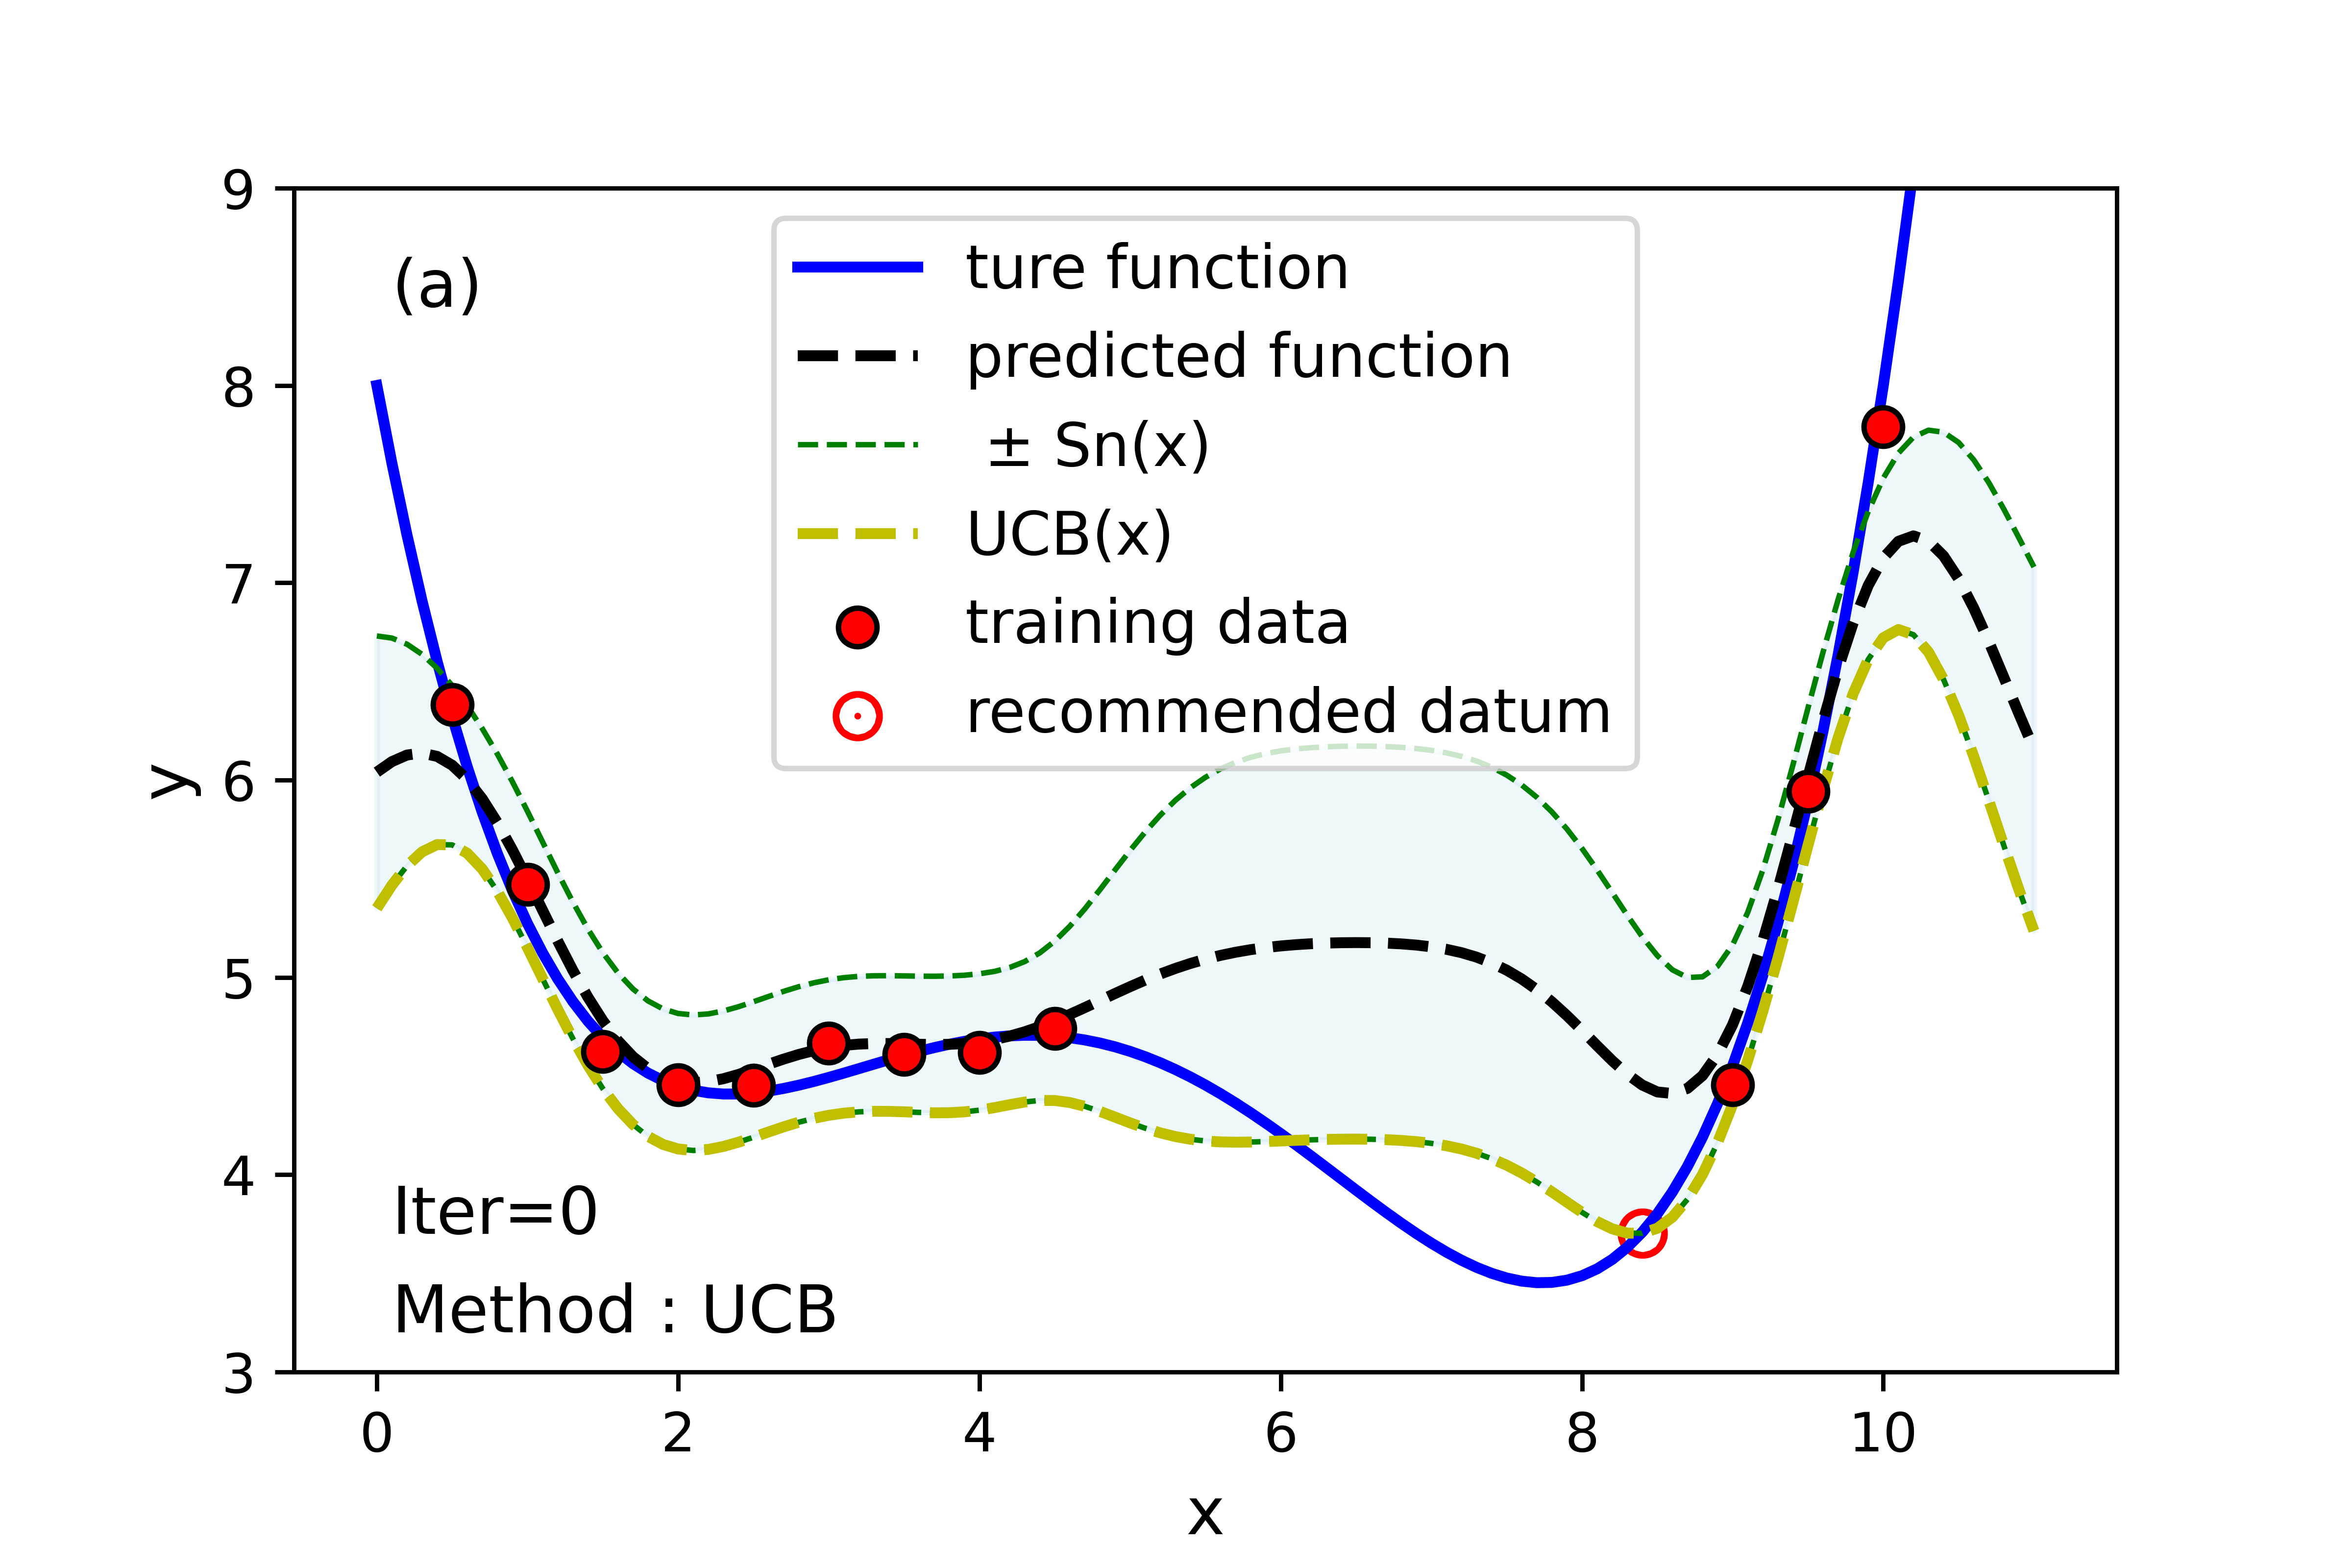 (a)
ture function
predicted function
± Sn(x)
UCB(x)
training data
recommended datum
Iter=0
Method : UCB
y
9
8
7
6
5
4
3
0 2 4 6 8 10
x